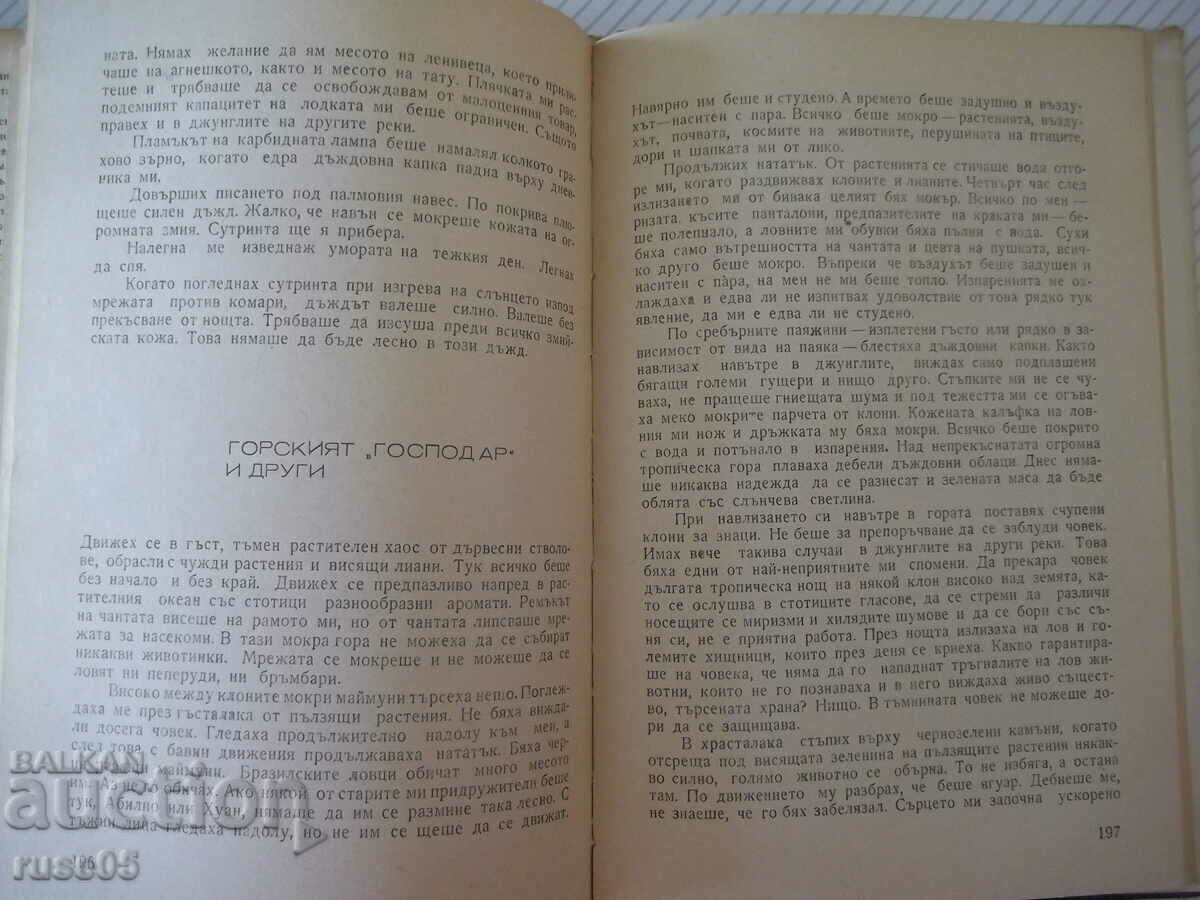 ната. Нямах желание да ям месото на ленивеца, което прили-
чаше на агнешкото, както и месото на тату. Плячката ми рас-
теше и трябваше да се освобождавам от малоценния товар,
подемният капацитет на лодката ми беше ограничен. Същото
правех и в джунглите на другите реки.
Пламъкът на карбидната лампа беше намалял колкото гра-
хово зърно, когато едра дъждовна капка падна върху днев-
ника ми.
Довърших писането под палмовия навес. По покрива плю-
щеше силен дъжд. Жалко, че навън се мокреше кожата на ог-
ромната змия. Сутринта ще я прибера.
Налегна ме изведнаж умората на тежкия ден. Легнах
да спя.
Когато погледнах сутринта при изгрева на слънцето изпод
мрежата против комари, дъждът валеше силно. Валеше без
прекъсване от нощта. Трябваше да изсуша преди всичко змий-
ската кожа. Това нямаше да бъде лесно в този дъжд.
ГОРСКИЯТ „ГОСПОДАР“
И ДРУГИ
Движех се в гъст, тъмен растителен хаос от дървесни стволо-
ве, обрасли с чужди растения и висящи лиани. Тук всичко беше
без начало и без край. Движех се предпазливо напред в рас-
тителния океан със стотици разнообразни аромати. Ремъкът
на чантата висеше на рамото ми, но от чантата липсваше мре-
жата за насекоми. В тази мокра гора не можеха да се събират
никакви животинки. Мрежата се мокреше и не можеше да се
ловят ни пеперуди, ни бръмбари.
Високо между клоните мокри маймуни търсеха нещо. Поглеж-
даха ме през гъсталака от пълзящи растения. Не бяха вижда-
ли досега човек. Гледаха продължително надолу към мен, а
след това с бавни движения продължаваха нататък. Бяха чер-
маймуни. Бразилските ловци обичат много месото
им. Аз не го обичах. Ако някой от старите ми придружители беше
тук, Абилио или Хуан, нямаше да им се размине така лесно. С
тъжни лица гледаха надолу, но не им се щеше да се движат.
196
Навярно им беше и студено. А времето беше задушно и възду-
хът — наситен с пара. Всичко беше мокро — растенията, възду-
хът, почвата, космите на животните, перушината на птиците,
дори и шапката ми от лико.
Продължих нататък. От растенията се стичаше вода отго-
ре ми, когато раздвижвах клоните и лианите. Четвърт час след
излизането ми от бивака целият бях мокър. Всичко по мен —
ризата, късите панталони, предпазителите на краката ми — бе-
ше полепнало, а ловните ми обувки бяха пълни с вода. Сухи
бяха само вътрешността на чантата и цевта на пушката, всич-
ко друго беше мокро. Въпреки че въздухът беше задушен и
наситен с пара, на мен не ми беше топло. Изпаренията ме ох-
лаждаха и едва ли не изпитвах удоволствие от това рядко тук
явление, да ми е едва ли не студено.
По сребърните паяжини — изплетени гъсто или рядко в за-
висимост от вида на паяка — блестяха дъждовни капки. Както
навлизах навътре в джунглите, виждах само подплашени
бягащи големи гущери и нищо друго. Стъпките ми не се чу-
ваха, не пращеше гниещата шума и под тежестта ми се огъва-
ха меко мокрите парчета от клони. Кожената калъфка на лов-
ния ми нож и дръжката му бяха мокри. Всичко беше покрито
с вода и потънало в изпарения. Над непрекъснатата огромна
тропическа гора плаваха дебели дъждовни облаци. Днес няма-
ше никаква надежда да се разнесат и зелената маса да бъде
облята със слънчева светлина.
При навлизането си навътре в гората поставях счупени
клони за знаци. Не беше за препоръчване да се заблуди човек.
Имах вече такива случаи в джунглите на други реки. Това
бяха едни от най-неприятните ми спомени. Да прекара човек
дългата тропическа нощ на някой клон високо над земята, ка-
то се ослушва в стотиците гласове, да се стреми да различи
носещите се миризми и хилядите шумове и да се бори със съ-
ня си, не е приятна работа. През нощта излизаха на лов и го-
лемите хищници, които през деня се криеха. Какво гарантира-
ше на човека, че няма да го нападнат тръгвалите на лов жи-
вотни, които не го познаваха и в него виждаха живо същест-
во, търсената храна? Нищо. В тъмнината човек не можеше до-
ри да се защищава.
В храсталака стъпих върху чернозелени камъни, когато
отсреща под висящата зеленина на пълзящите растения някак-
во силно, голямо животно се обърна. То не избяга, а остана
там. По движението му разбрах, че беше ягуар. Дебнеше ме,
не знаеше, че го бях забелязал. Сърцето ми започна ускорено
197
BALKAN
auction
rust05